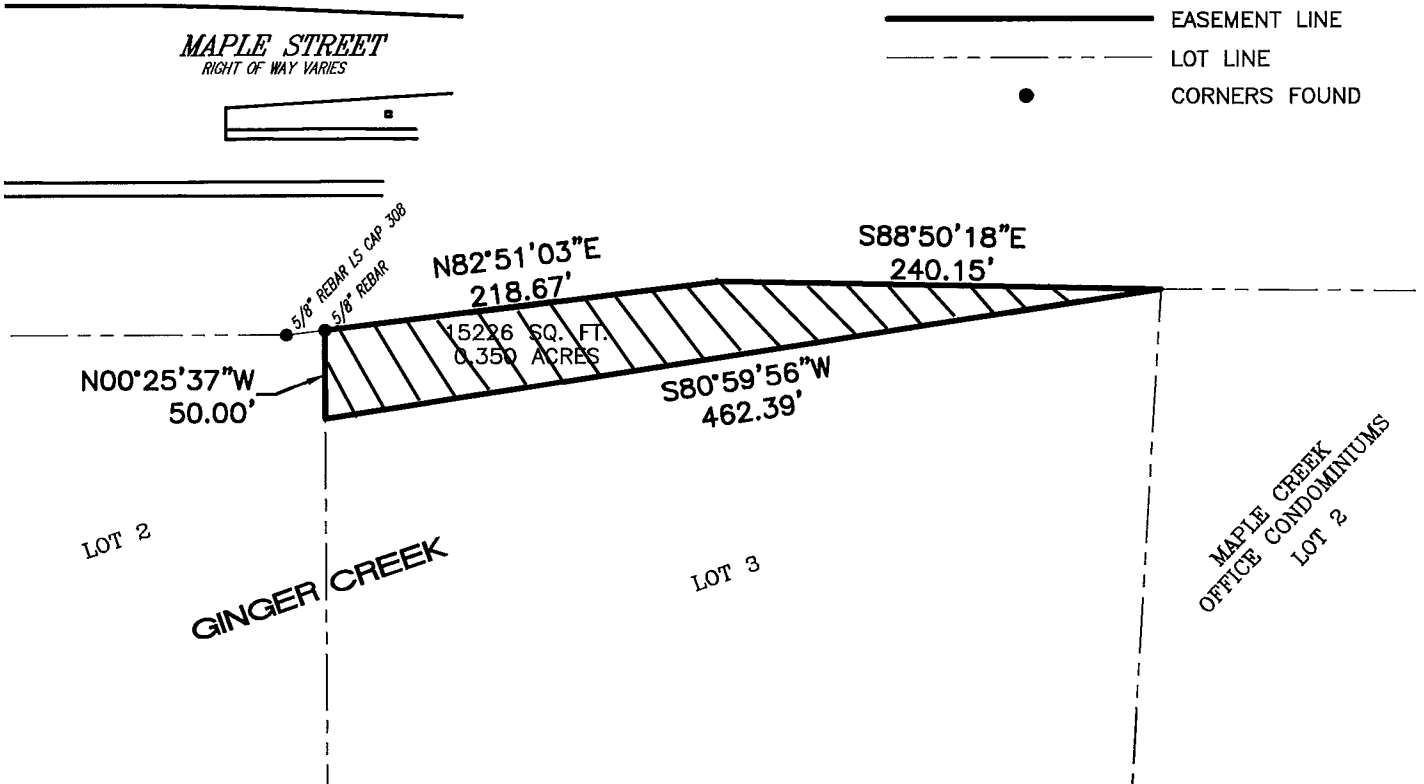 MAPLE STREET
RIGHT OF WAY VARIES
EASEMENT LINE
LOT LINE
CORNERS FOUND
5/8" REBAR LS CAP 308
5/8" REBAR
N82°51'03"E
218.67'
S88°50'18"E
240.15'
15226 SQ. FT.
0.350 ACRES
N00°25'37"W
50.00'
S80°59'56"W
462.39'
LOT 2
GINGER CREEK
LOT 3
MAPLE CREEK
OFFICE CONDOMINIUMS
LOT 2